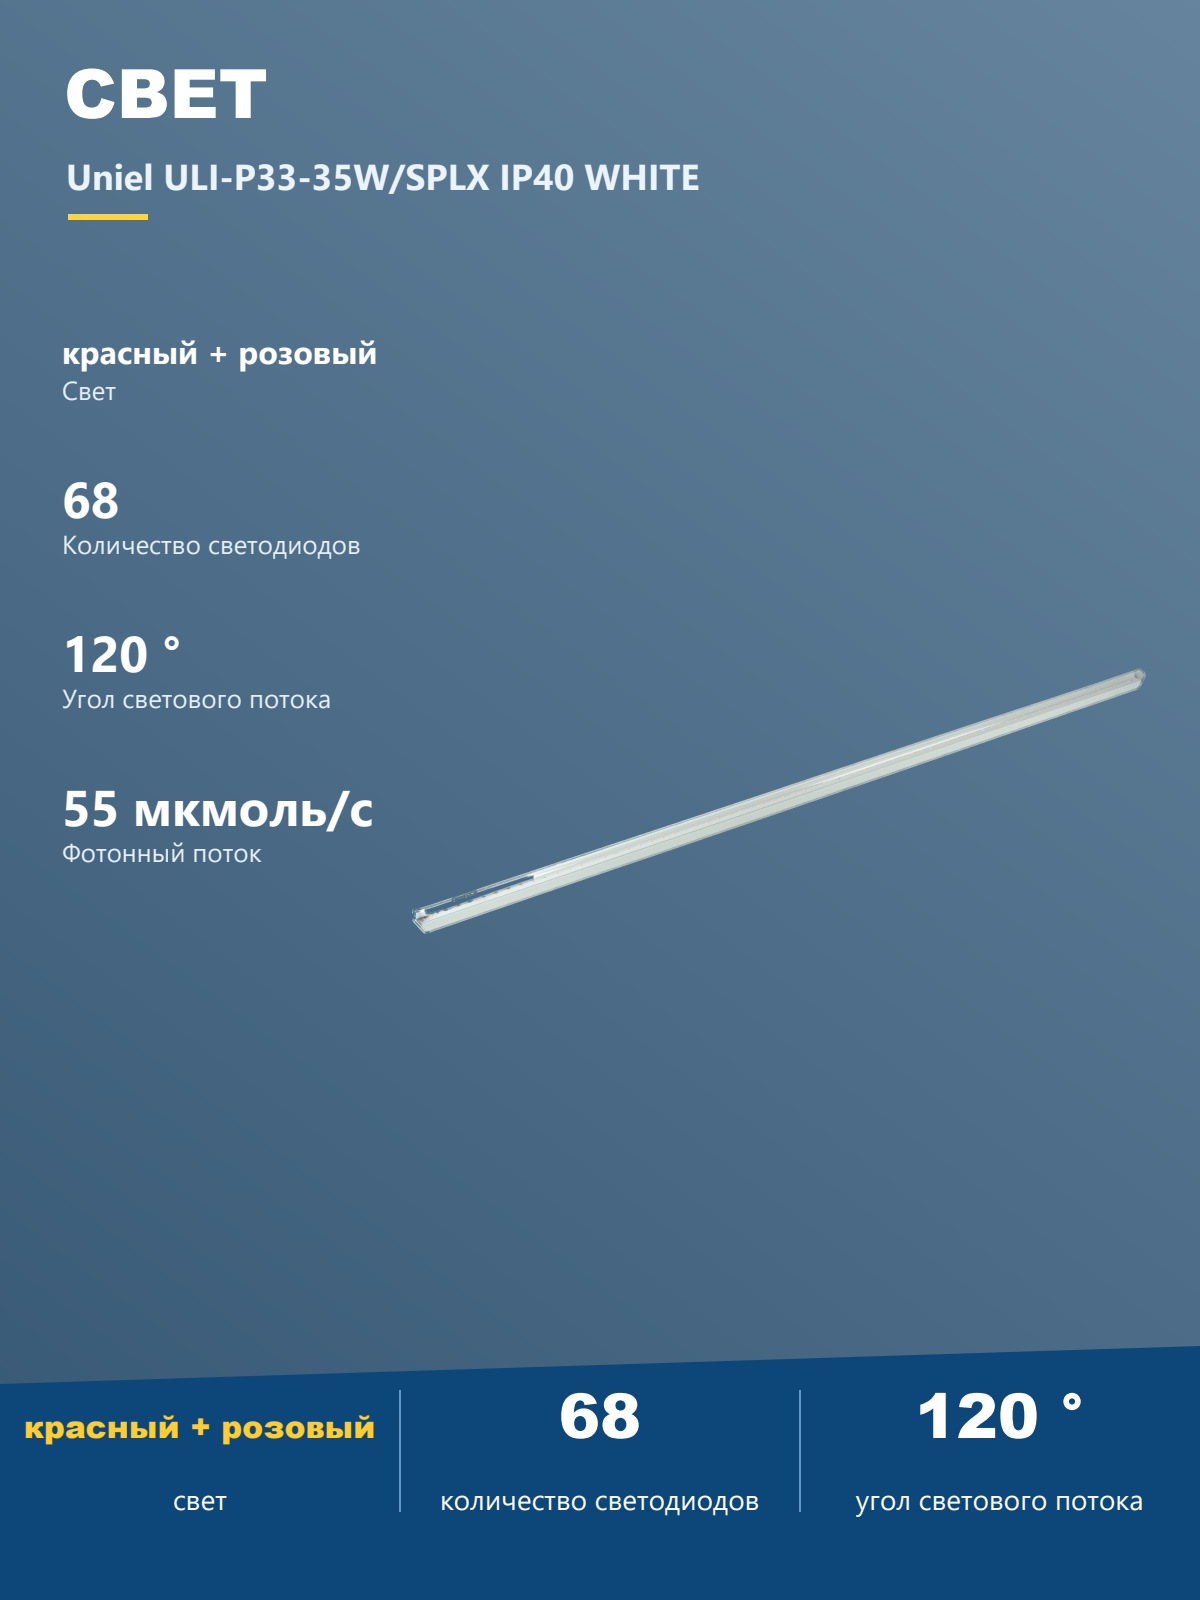 СВЕТ
Uniel ULI-P33-35W/SPLX IP40 WHITE
красный + розовый
Свет
68
Количество светодиодов
120 °
Угол светового потока
55 мкмоль/с
Фотонный поток
красный + розовый
свет
68
количество светодиодов
120 °
угол светового потока